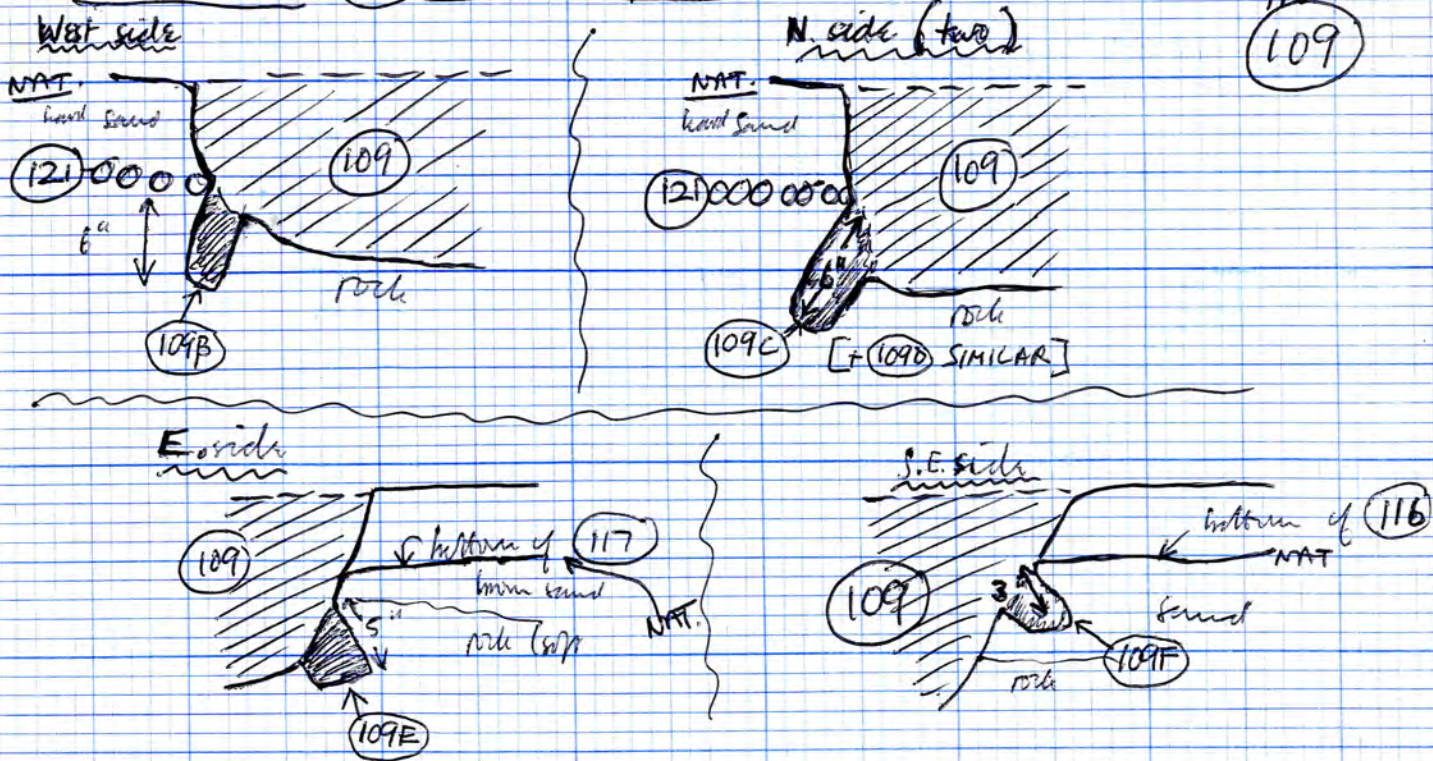 West side
NAT.
hard sand
121
109
6"
rock
109B
N. side (two)
109
NAT.
hard sand
121
109
6"
rock
109C [+ 109D SIMILAR]
E. side
109
bottom of 117
brown sand
5"
rock (soft
NAT.
S.E. side
bottom of 116
NAT
109
3
sand
109F
rock
109E